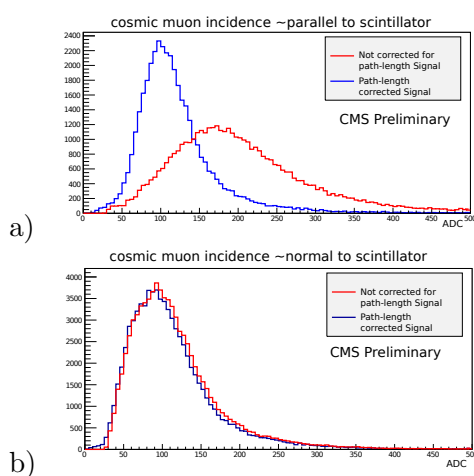 cosmic muon incidence ~parallel to scintillator
2400
2200
2000
1800
1600
1400
1200
1000
800
600
400
200
0
0 50 100 150 200 250 300 350 400 450 500
ADC
Not corrected for
path-length Signal
Path-length
corrected Signal
CMS Preliminary
a)
cosmic muon incidence ~normal to scintillator
4000
3500
3000
2500
2000
1500
1000
500
0
0 50 100 150 200 250 300 350 400 450 500
ADC
Not corrected for
path-length Signal
Path-length
corrected Signal
CMS Preliminary
b)